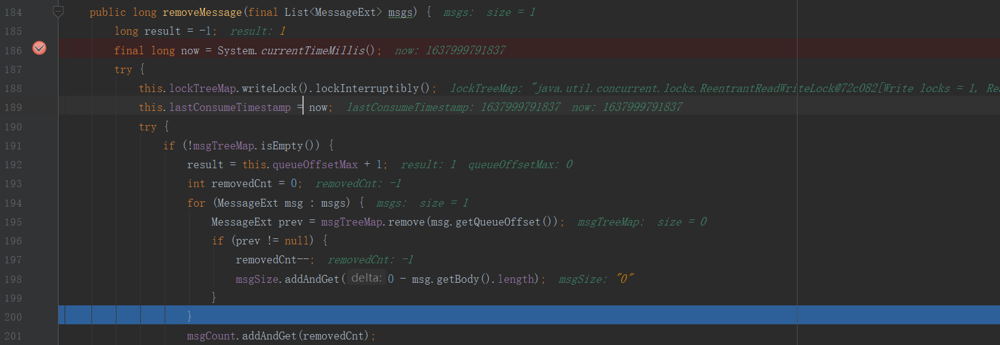 184 public long removeMessage(final List<MessageExt> msgs) { msgs: size = 1
185 long result = -1; result: 1
186 final long now = System.currentTimeMillis(); now: 1637999791837
187 try {
188 this.lockTreeMap.writeLock().lockInterruptibly(); lockTreeMap: "java.util.concurrent.locks.ReentrantReadWriteLock@72c082[Write locks = 1, Rea
189 this.lastConsumeTimestamp = now; lastConsumeTimestamp: 1637999791837 now: 1637999791837
190 try {
191 if (!msgTreeMap.isEmpty()) {
192 result = this.queueOffsetMax + 1; result: 1 queueOffsetMax: 0
193 int removedCnt = 0; removedCnt: -1
194 for (MessageExt msg : msgs) { msgs: size = 1
195 MessageExt prev = msgTreeMap.remove(msg.getQueueOffset()); msgTreeMap: size = 0
196 if (prev != null) {
197 removedCnt--; removedCnt: -1
198 msgSize.addAndGet( delta: 0 - msg.getBody().length); msgSize: "0"
199 }
200 }
201 msgCount.addAndGet(removedCnt);